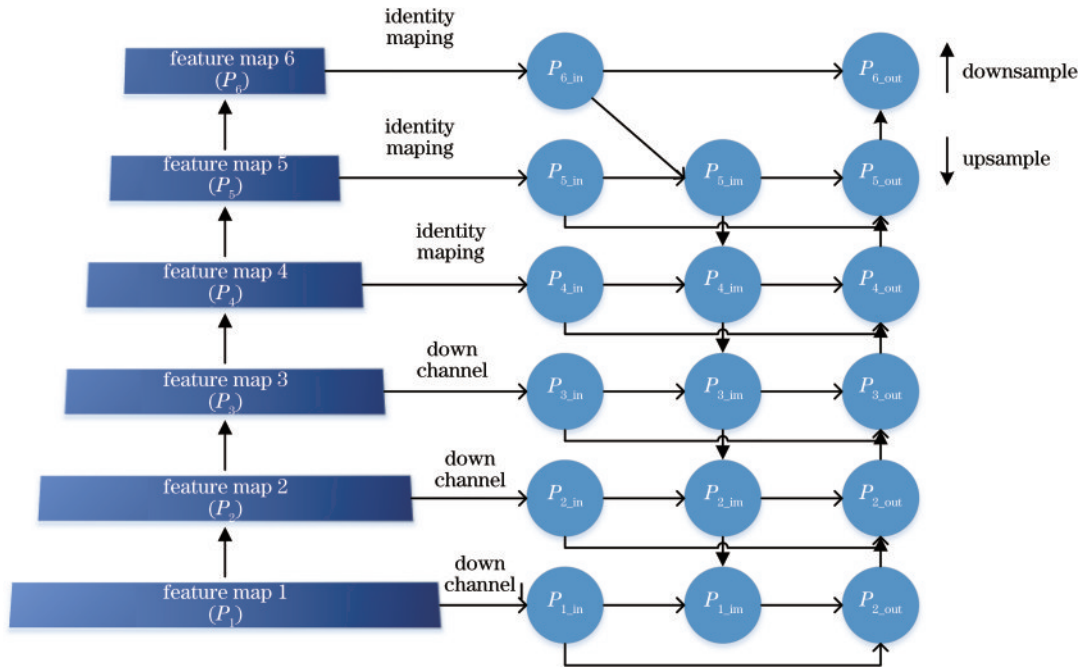 identity
maping
feature map 6
(P₆)
P₆_in
P₆_out
downsample
identity
maping
feature map 5
(P₅)
P₅_in
P₅_im
P₅_out
upsample
identity
maping
feature map 4
(P₄)
P₄_in
P₄_im
P₄_out
down
channel
feature map 3
(P₃)
P₃_in
P₃_im
P₃_out
down
channel
feature map 2
(P₂)
P₂_in
P₂_im
P₂_out
down
channel
feature map 1
(P₁)
P₁_in
P₁_im
P₂_out